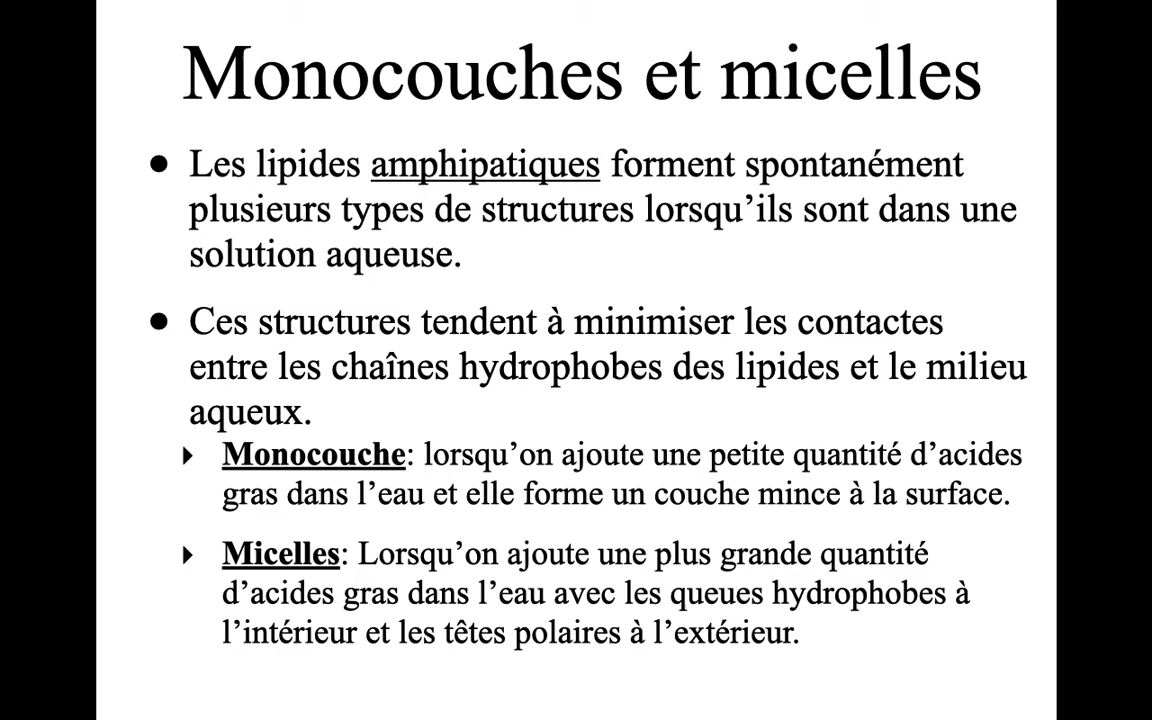 Monocouches et micelles
• Les lipides amphipatiques forment spontanément
plusieurs types de structures lorsqu’ils sont dans une
solution aqueuse.
• Ces structures tendent à minimiser les contactes
entre les chaînes hydrophobes des lipides et le milieu
aqueux.
‣ Monocouche: lorsqu’on ajoute une petite quantité d’acides
gras dans l’eau et elle forme un couche mince à la surface.
‣ Micelles: Lorsqu’on ajoute une plus grande quantité
d’acides gras dans l’eau avec les queues hydrophobes à
l’intérieur et les têtes polaires à l’extérieur.